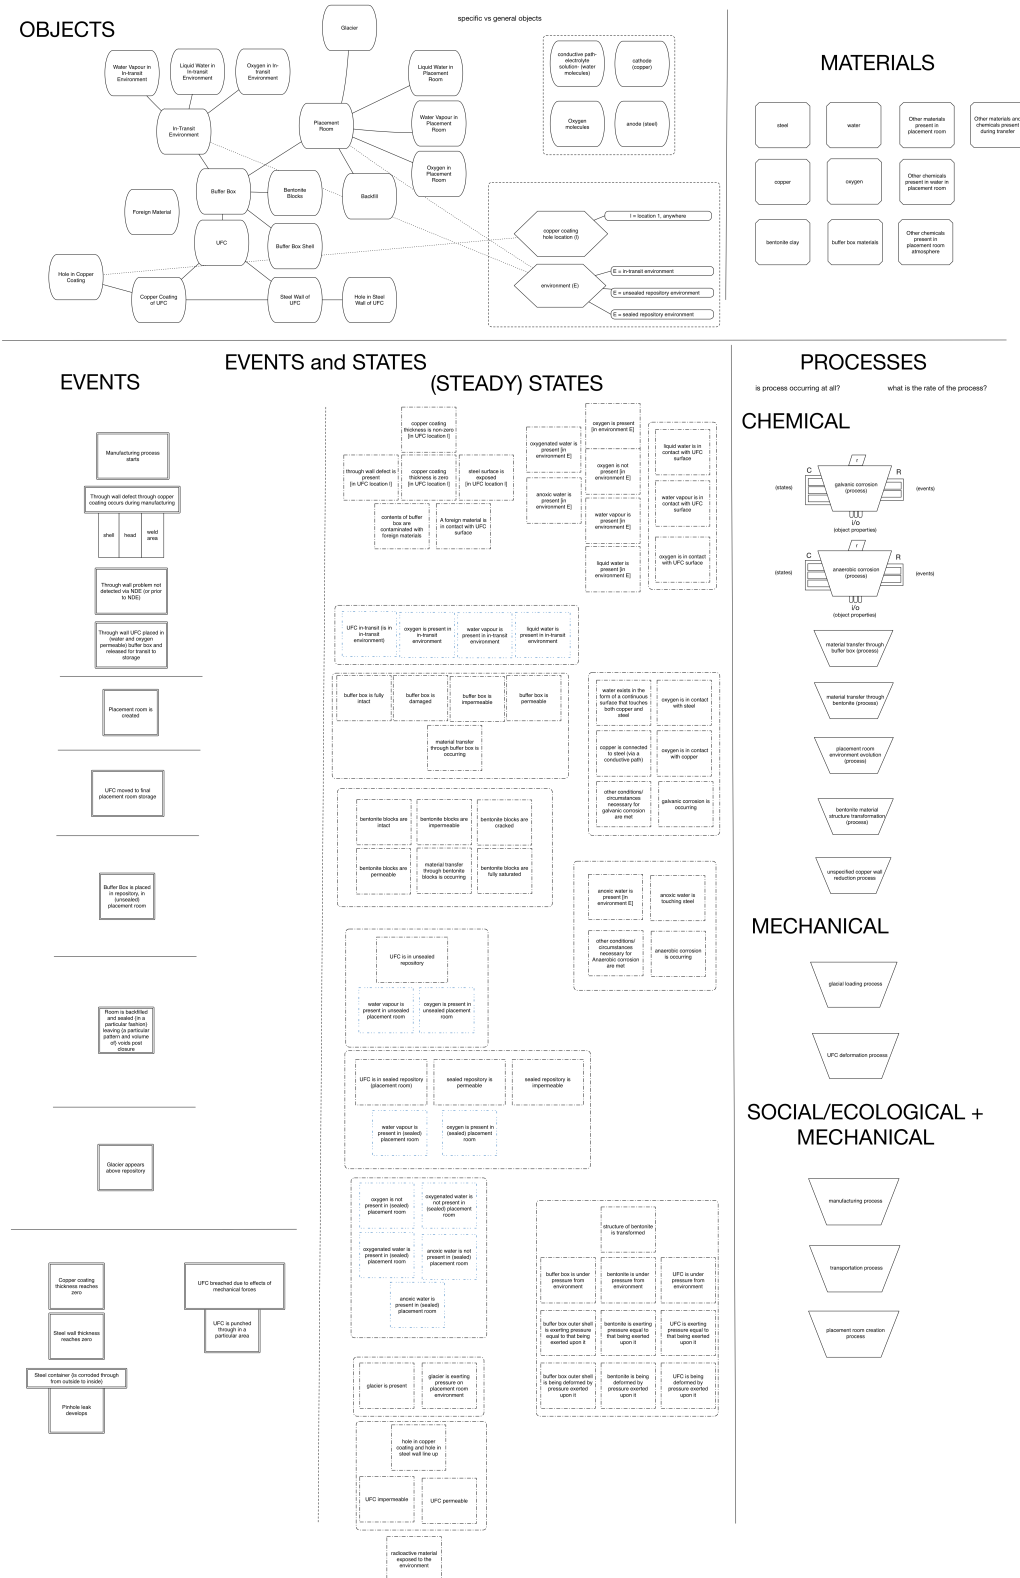 OBJECTS
specific vs general objects
Glacier
Water Vapour in
In-transit
Environment
Liquid Water in
In-transit
Environment
Oxygen in In-
transit
Environment
Liquid Water in
Placement
Room
In-Transit
Environment
Placement
Room
Water Vapour in
Placement
Room
Oxygen in
Placement
Room
Buffer Box
Bentonite
Blocks
Backfill
Foreign Material
UFC
Buffer Box Shell
Hole in Copper
Coating
Copper Coating
of UFC
Steel Wall of
UFC
Hole in Steel
Wall of UFC
conductive path-
electrolyte
solution- (water
molecules)
cathode
(copper)
Oxygen
molecules
anode (steel)
copper coating
hole location (l)
l = location 1, anywhere
environment (E)
E = in-transit environment
E = unsealed repository environment
E = sealed repository environment
MATERIALS
steel
water
Other materials
present in
placement room
Other materials and
chemicals present
during transfer
copper
oxygen
Other chemicals
present in water in
placement room
bentonite clay
buffer box materials
Other chemicals
present in
placement room
atmosphere
EVENTS and STATES
EVENTS
(STEADY) STATES
Manufacturing process
starts
Through wall defect through copper
coating occurs during manufacturing
shell
head
weld
area
Through wall problem not
detected via NDE (or prior
to NDE)
Through wall UFC placed in
(water and oxygen
permeable) buffer box and
released for transit to
storage
Placement room is
created
UFC moved to final
placement room storage
Buffer Box is placed
in repository, in
(unsealed)
placement room
Room is backfilled
and sealed (in a
particular fashion)
leaving (a particular
pattern and volume
of) voids post
closure
Glacier appears
above repository
Copper coating
thickness reaches
zero
Steel wall thickness
reaches zero
Steel container (is corroded through
from outside to inside)
Pinhole leak
develops
UFC breached due to effects of
mechanical forces
UFC is punched
through in a
particular area
copper coating
thickness is non-zero
[in UFC location l]
through wall defect is
present
[in UFC location l]
copper coating
thickness is zero
[in UFC location l]
steel surface is
exposed
[in UFC location l]
contents of buffer
box are
contaminated with
foreign materials
A foreign material is
in contact with UFC
surface
oxygenated water is
present [in
environment E]
anoxic water is
present [in
environment E]
oxygen is present
[in environment E]
oxygen is not
present [in
environment E]
water vapour is
present [in
environment E]
liquid water is
present [in
environment E]
liquid water is in
contact with UFC
surface
water vapour is in
contact with UFC
surface
oxygen is in contact
with UFC surface
UFC in-transit (is in
in-transit
environment)
oxygen is present in
in-transit
environment
water vapour is
present in in-transit
environment
liquid water is
present in in-transit
environment
buffer box is fully
intact
buffer box is
damaged
buffer box is
impermeable
buffer box is
permeable
material transfer
through buffer box is
occurring
water exists in the
form of a continuous
surface that touches
both copper and
steel
oxygen is in contact
with steel
copper is connected
to steel (via a
conductive path)
oxygen is in contact
with copper
other conditions/
circumstances
necessary for
galvanic corrosion
are met
galvanic corrosion is
occurring
bentonite blocks are
intact
bentonite blocks are
impermeable
bentonite blocks are
cracked
bentonite blocks are
permeable
material transfer
through bentonite
blocks is occurring
bentonite blocks are
fully saturated
anoxic water is
present [in
environment E]
anoxic water is
touching steel
other conditions/
circumstances
necessary for
Anaerobic corrosion
are met
anaerobic corrosion
is occurring
UFC is in unsealed
repository
water vapour is
present in unsealed
placement room
oxygen is present in
unsealed placement
room
UFC is in sealed repository
(placement room)
sealed repository is
permeable
sealed repository is
impermeable
water vapour is
present in (sealed)
placement room
oxygen is present in
(sealed) placement
room
oxygen is not
present in (sealed)
placement room
oxygenated water is
not present in
(sealed) placement
room
oxygenated water is
present in (sealed)
placement room
anoxic water is not
present in (sealed)
placement room
anoxic water is
present in (sealed)
placement room
structure of bentonite
is transformed
buffer box is under
pressure from
environment
bentonite is under
pressure from
environment
UFC is under
pressure from
environment
buffer box outer shell
is exerting pressure
equal to that being
exerted upon it
bentonite is exerting
pressure equal to
that being exerted
upon it
UFC is exerting
pressure equal to
that being exerted
upon it
buffer box outer shell
is being deformed by
pressure exerted
upon it
bentonite is being
deformed by
pressure exerted
upon it
UFC is being
deformed by
pressure exerted
upon it
glacier is present
glacier is exerting
pressure on
placement room
environment
hole in copper
coating and hole in
steel wall line up
UFC impermeable
UFC permeable
radioactive material
exposed to the
environment
PROCESSES
is process occurring at all?
what is the rate of the process?
CHEMICAL
r
C
R
(states)
galvanic corrosion
(process)
(events)
i/o
(object properties)
r
C
R
(states)
anaerobic corrosion
(process)
(events)
i/o
(object properties)
material transfer through
buffer box (process)
material transfer through
bentonite (process)
placement room
environment evolution
(process)
bentonite material
structure transformation
(process)
unspecified copper wall
reduction process
MECHANICAL
glacial loading process
UFC deformation process
SOCIAL/ECOLOGICAL +
MECHANICAL
manufacturing process
transportation process
placement room creation
process